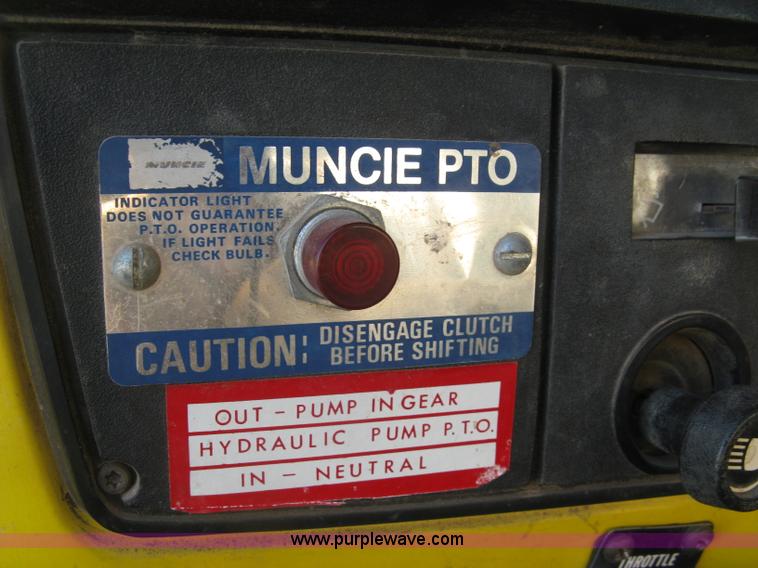 MUNCIE
MUNCIE PTO
INDICATOR LIGHT
DOES NOT GUARANTEE
P.T.O. OPERATION.
IF LIGHT FAILS
CHECK BULB.
CAUTION:
DISENGAGE CLUTCH
BEFORE SHIFTING
OUT - PUMP IN GEAR
HYDRAULIC PUMP P.T.O.
IN - NEUTRAL
THROTTLE
www.purplewave.com